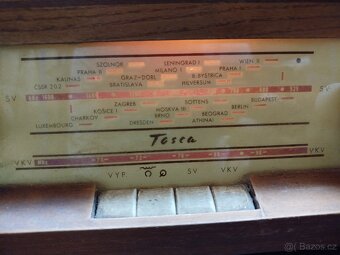 SZOLNOK LENINGRAD I WIEN II
PRAHA II MILANO I PRAHA I
KAUNAS GRAZ-DOBL B. BYSTRICA
ČSSR 202 BRATISLAVA HILVERSUM
SV SV
ZAGREB SOTTENS BUDAPEST
KOŠICE I MOSKVA III BERLIN
CHARKOV BRNO BEOGRAD
LUXEMBOURG DRESDEN ATHINAI
Tosca
VKV VKV
VYP. SV VKV
bazos.cz